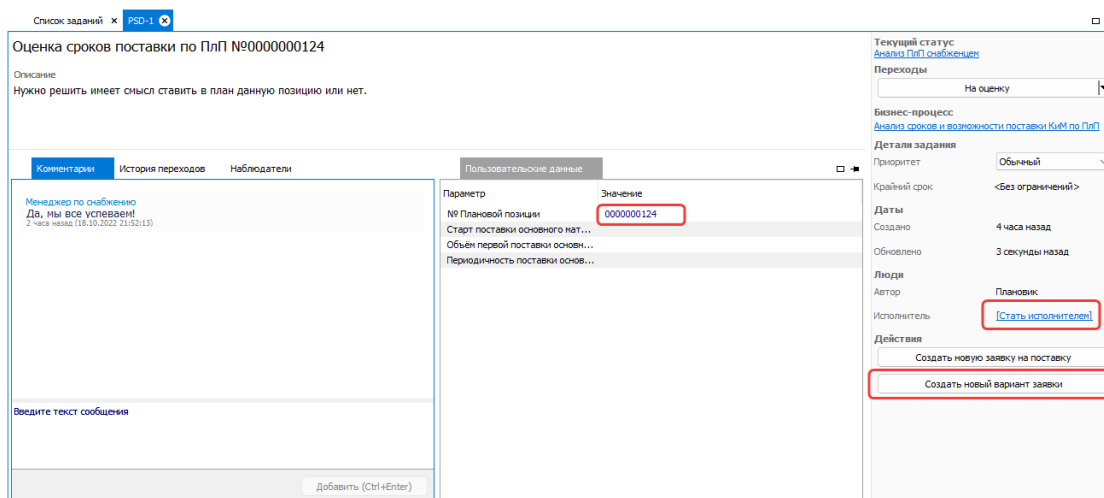 Список заданий
PSD-1
Оценка сроков поставки по ПлП №0000000124
Описание
Нужно решить имеет смысл ставить в план данную позицию или нет.
Комментарии
История переходов
Наблюдатели
Менеджер по снабжению
Да, мы все успеваем!
2 часа назад (18.10.2022 21:52:13)
Введите текст сообщения
Добавить (Ctrl+Enter)
Пользовательские данные
Параметр Значение
№ Плановой позиции 0000000124
Старт поставки основного мат...
Объём первой поставки основн...
Периодичность поставки основ...
Текущий статус
Анализ ПлП снабженцем
Переходы
На оценку
Бизнес-процесс
Анализ сроков и возможности поставки КиМ по ПлП
Детали задания
Приоритет Обычный
Крайний срок <Без ограничений>
Даты
Создано 4 часа назад
Обновлено 3 секунды назад
Люди
Автор Плановик
Исполнитель [Стать исполнителем]
Действия
Создать новую заявку на поставку
Создать новый вариант заявки